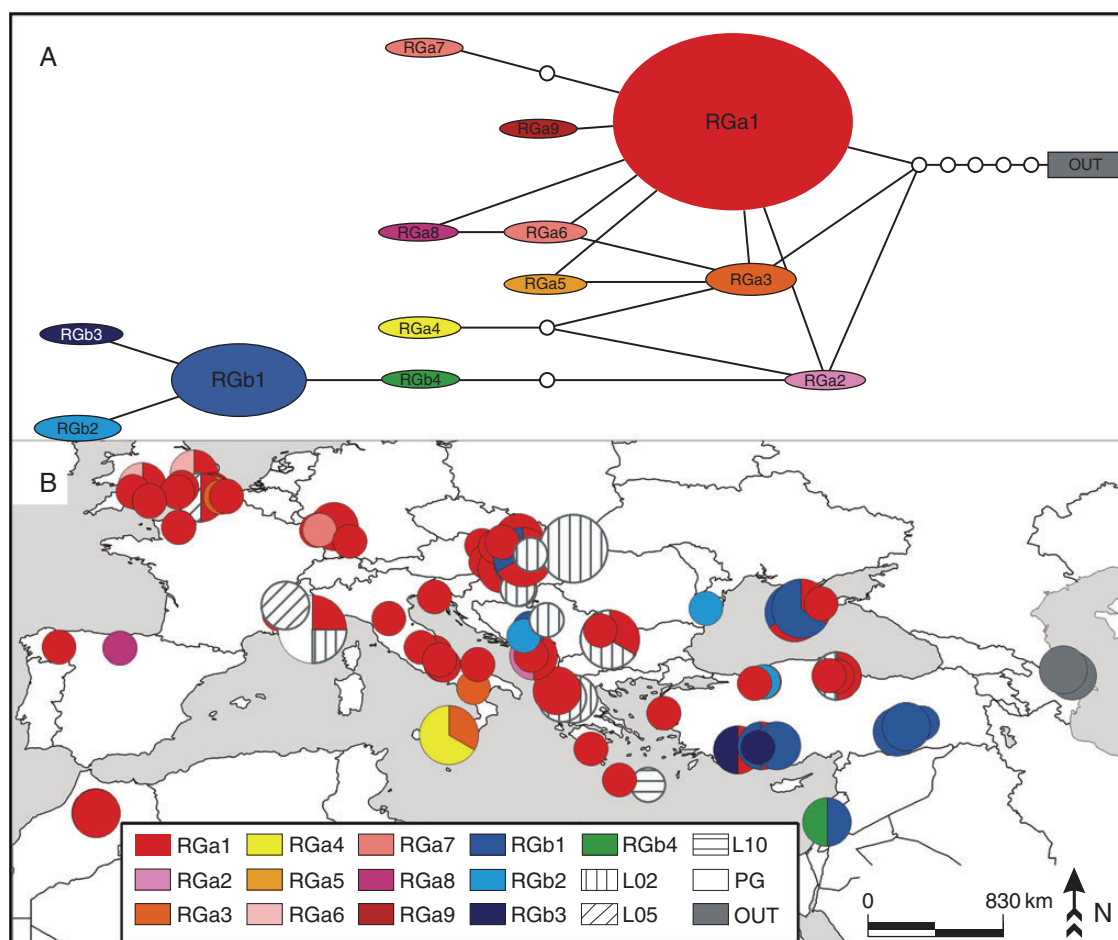 A
RGa7
RGa9
RGa1
OUT
RGa8
RGa6
RGa5
RGa3
RGa4
RGb3
RGb1
RGb4
RGa2
RGb2
B
RGa1 RGa4 RGa7 RGb1 RGb4 L10
RGa2 RGa5 RGa8 RGb2 L02 PG
RGa3 RGa6 RGa9 RGb3 L05 OUT
0 830 km
N